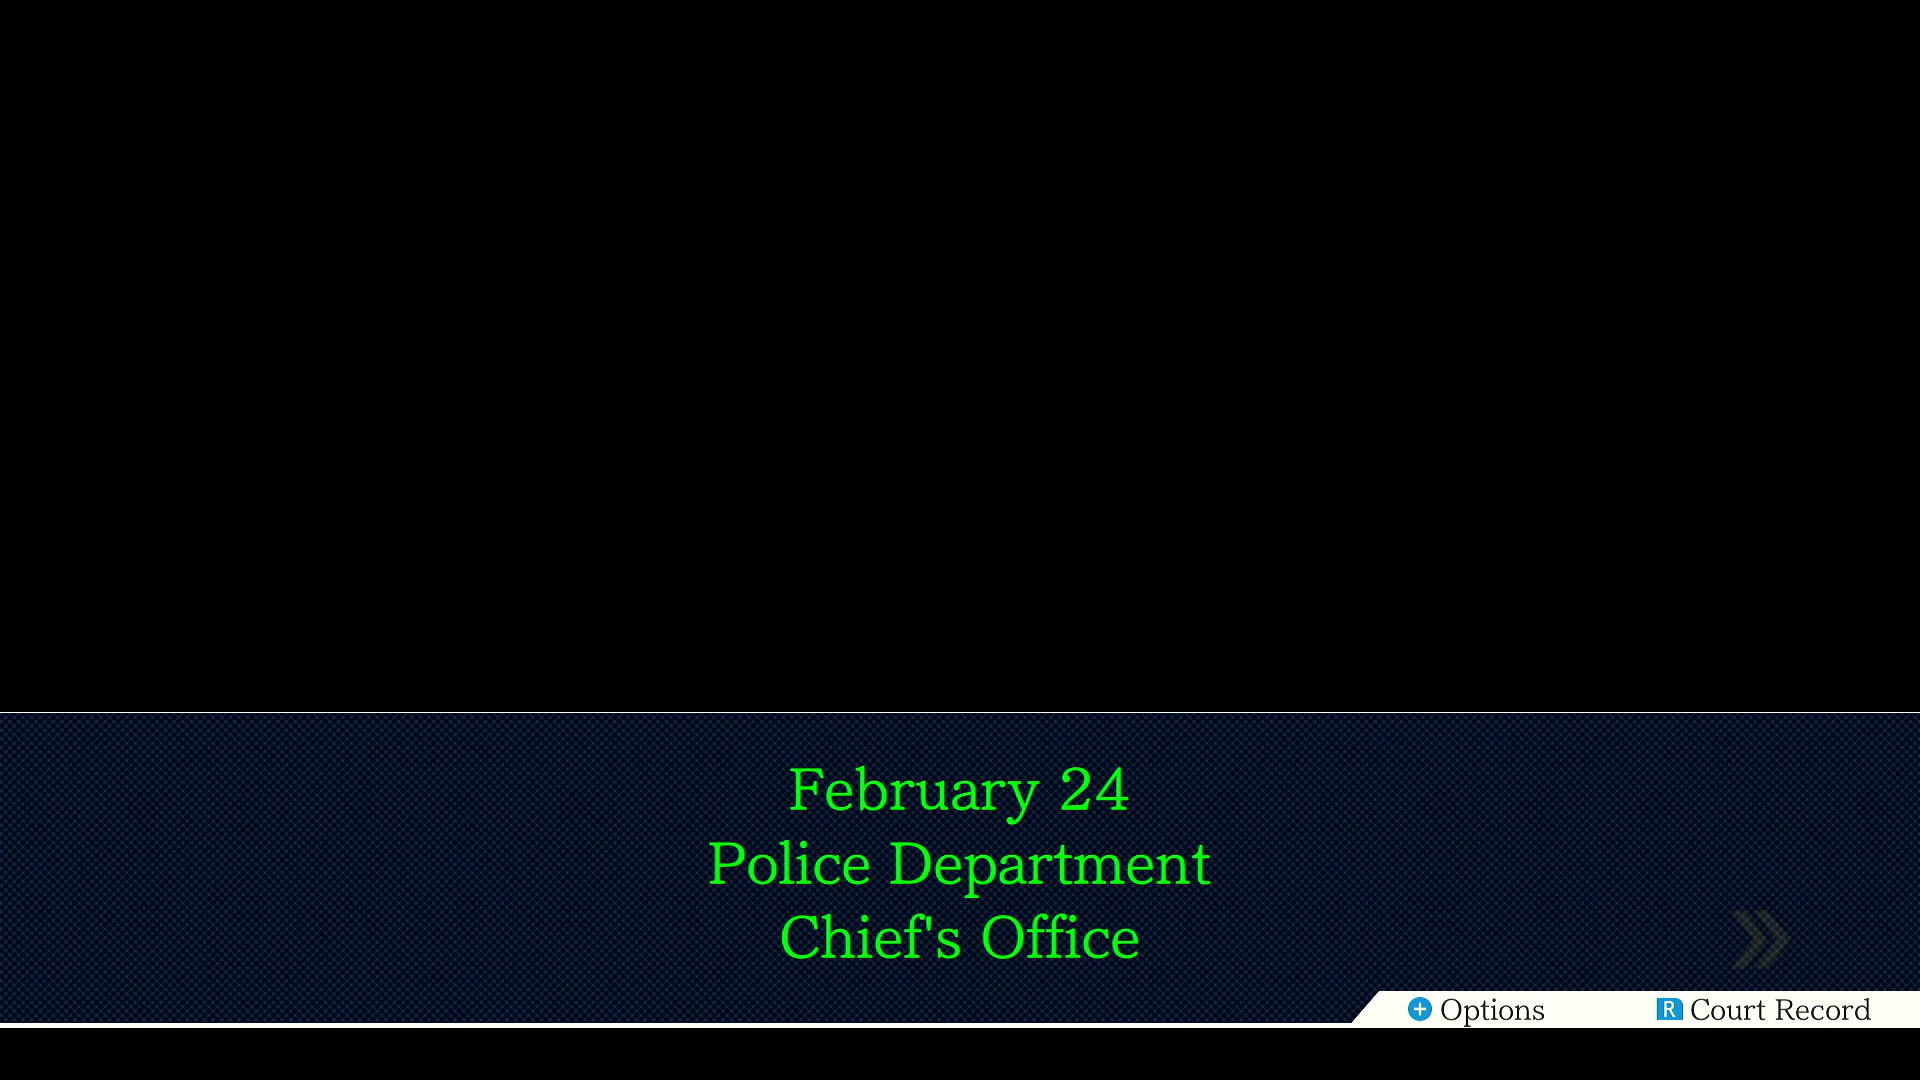 February 24
Police Department
Chief's Office
+ Options R Court Record